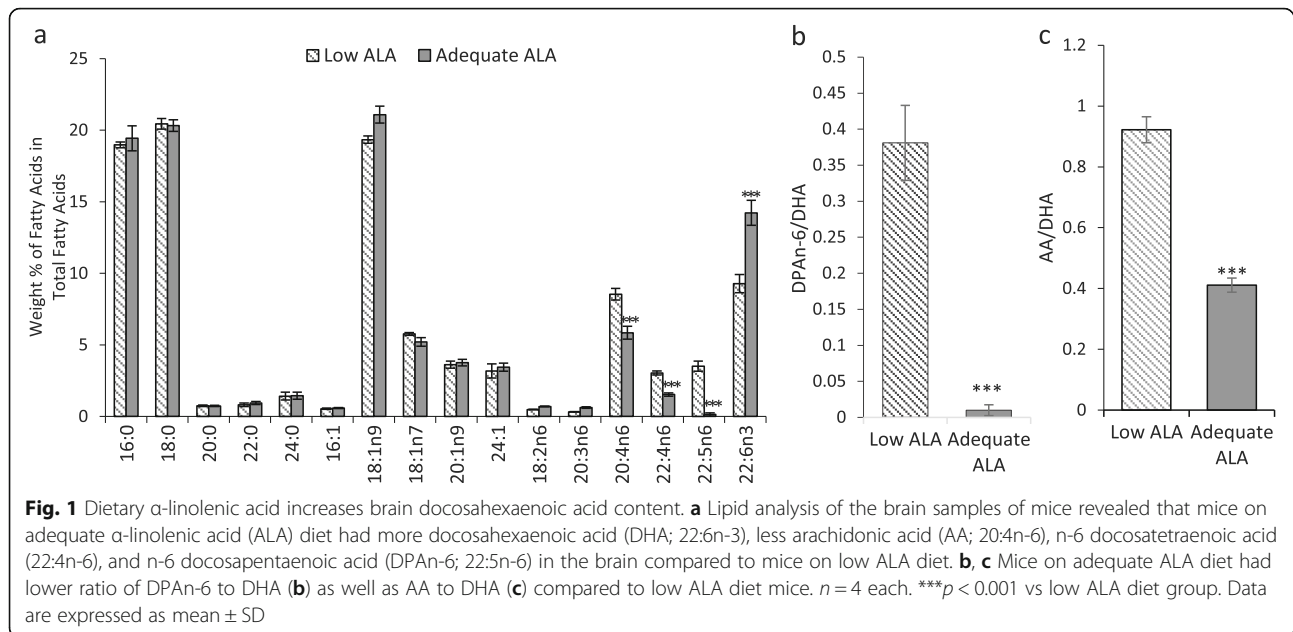 a
25
20
15
10
5
0
Weight % of Fatty Acids in
Total Fatty Acids
Low ALA
Adequate ALA
***
***
***
***
16:0
18:0
20:0
22:0
24:0
16:1
18:1n9
18:1n7
20:1n9
24:1
18:2n6
20:3n6
20:4n6
22:4n6
22:5n6
22:6n3
b
0.5
0.45
0.4
0.35
0.3
0.25
0.2
0.15
0.1
0.05
0
DPAn-6/DHA
***
Low ALA Adequate
ALA
c
1.2
1
0.8
0.6
0.4
0.2
0
AA/DHA
***
Low ALA Adequate
ALA
Fig. 1 Dietary α-linolenic acid increases brain docosahexaenoic acid content. a Lipid analysis of the brain samples of mice revealed that mice on
adequate α-linolenic acid (ALA) diet had more docosahexaenoic acid (DHA; 22:6n-3), less arachidonic acid (AA; 20:4n-6), n-6 docosatetraenoic acid
(22:4n-6), and n-6 docosapentaenoic acid (DPAn-6; 22:5n-6) in the brain compared to mice on low ALA diet. b, c Mice on adequate ALA diet had
lower ratio of DPAn-6 to DHA (b) as well as AA to DHA (c) compared to low ALA diet mice. n = 4 each. ***p < 0.001 vs low ALA diet group. Data
are expressed as mean ± SD